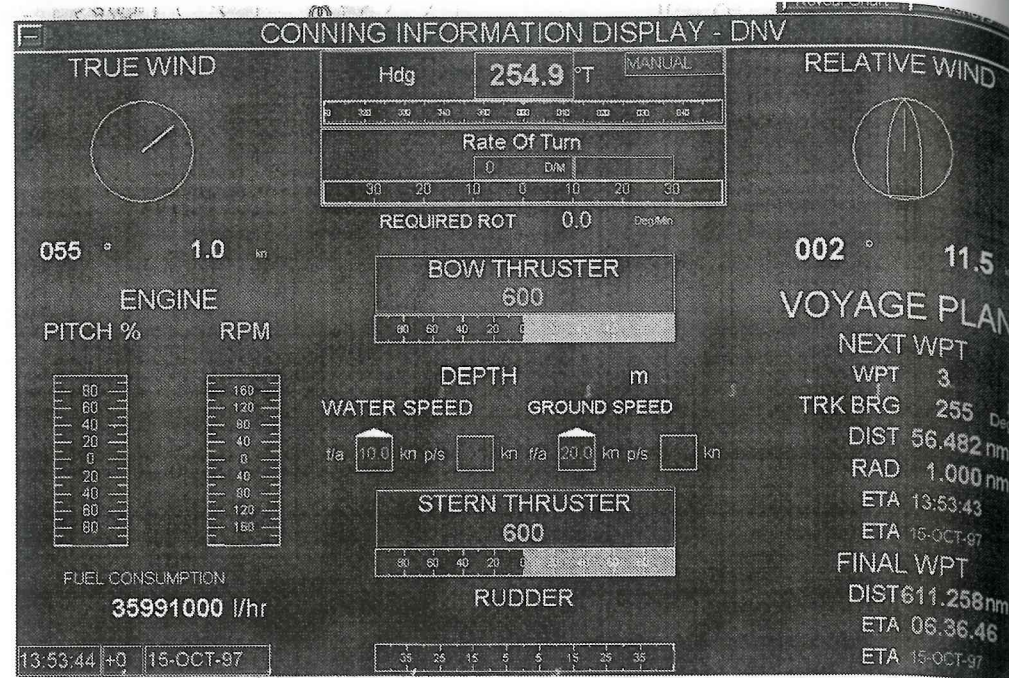 CONNING INFORMATION DISPLAY - DNV
TRUE WIND
055 °
1.0 kn
ENGINE
PITCH %
RPM
80
60
40
20
0
20
40
60
80
160
120
80
40
0
40
80
120
160
FUEL CONSUMPTION
35991000 l/hr
13:53:44 +0 15-OCT-97
Hdg 254.9 °T MANUAL
Rate Of Turn
0 D/M
30 20 10 0 10 20 30
REQUIRED ROT 0.0 Deg/Min
BOW THRUSTER
600
80 60 40 20 0
DEPTH m
WATER SPEED GROUND SPEED
f/a 10.0 kn p/s kn f/a 20.0 kn p/s kn
STERN THRUSTER
600
80 60 40 20 0
RUDDER
35 25 15 5 5 15 25 35
RELATIVE WIND
002 °
11.5
VOYAGE PLAN
NEXT WPT
WPT 3
TRK BRG 255
DIST 56.482 nm
RAD 1.000 nm
ETA 13:53:43
ETA 15-OCT-97
FINAL WPT
DIST 611.258 nm
ETA 06.36.46
ETA 15-OCT-97